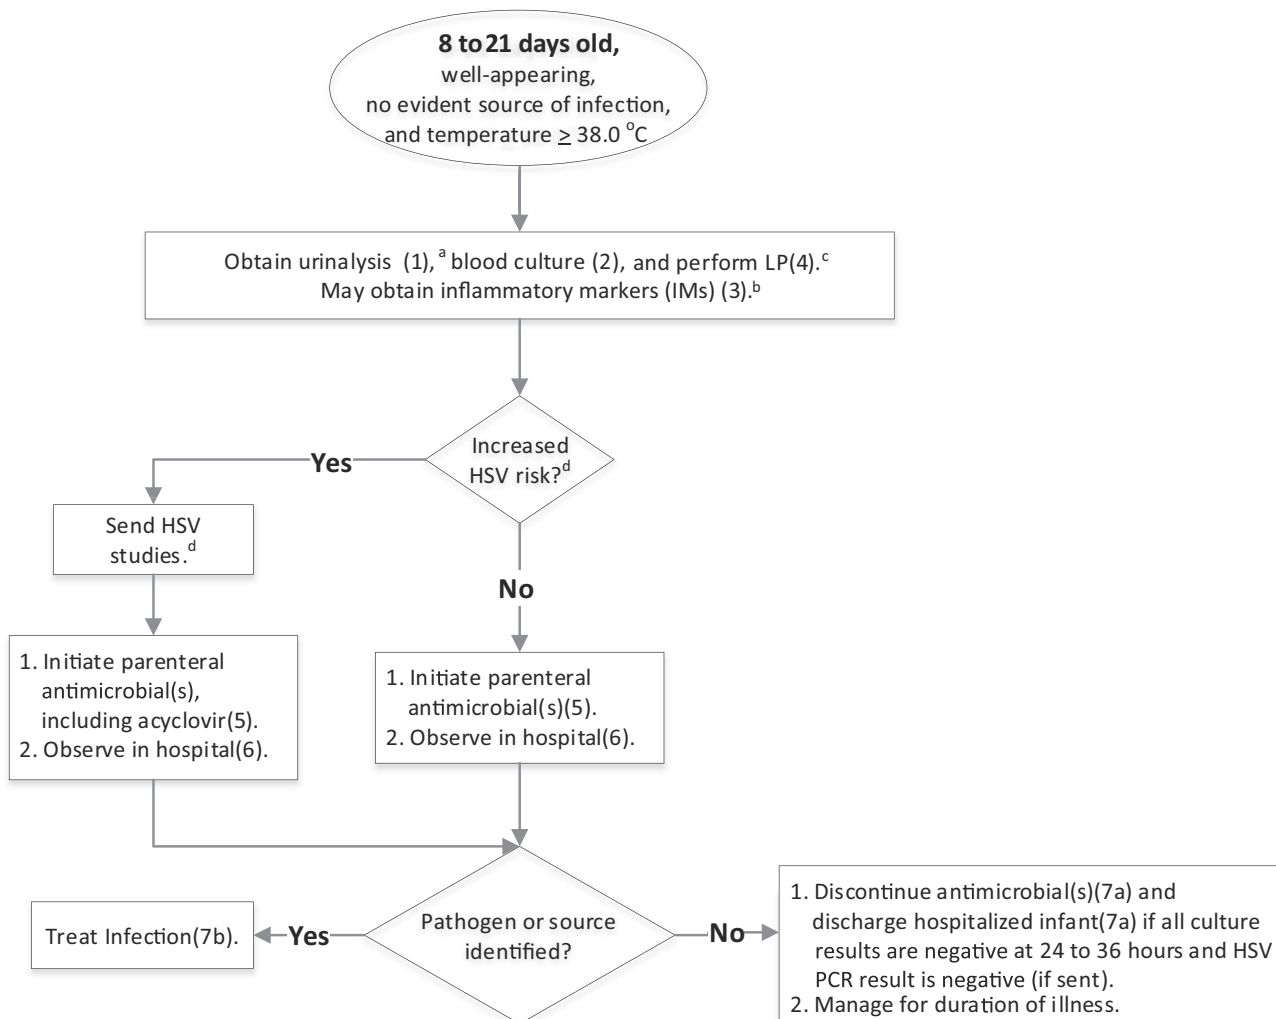 8 to21 days old,
well-appearing,
no evident source of infection,
and temperature ≥ 38.0 °C
Obtain urinalysis (1),ᵃ blood culture (2), and perform LP(4).ᶜ
May obtain inflammatory markers (IMs) (3).ᵇ
Increased
HSV risk?ᵈ
Yes
Send HSV
studies.ᵈ
No
1. Initiate parenteral
antimicrobial(s),
including acyclovir(5).
2. Observe in hospital(6).
1. Initiate parenteral
antimicrobial(s)(5).
2. Observe in hospital(6).
Pathogen or source
identified?
Yes
Treat Infection(7b).
No
1. Discontinue antimicrobial(s)(7a) and
discharge hospitalized infant(7a) if all culture
results are negative at 24 to 36 hours and HSV
PCR result is negative (if sent).
2. Manage for duration of illness.